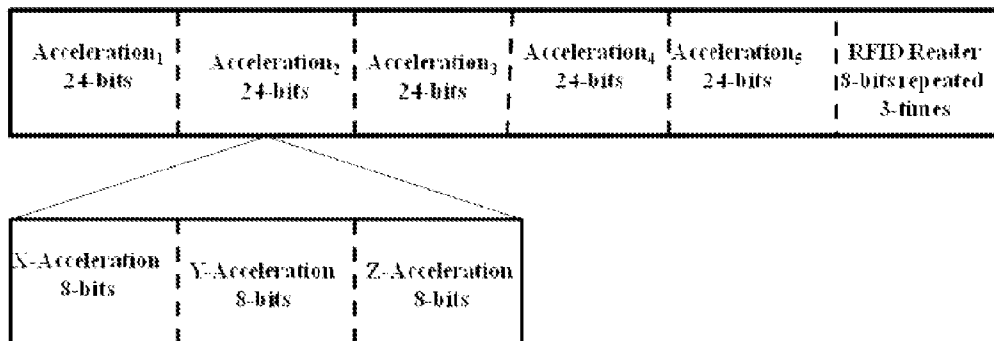 Acceleration₁
24-bits
Acceleration₂
24-bits
Acceleration₃
24-bits
Acceleration₄
24-bits
Acceleration₅
24-bits
RFID Reader
8-bits repeated
3-times
X-Acceleration
8-bits
Y-Acceleration
8-bits
Z-Acceleration
8-bits